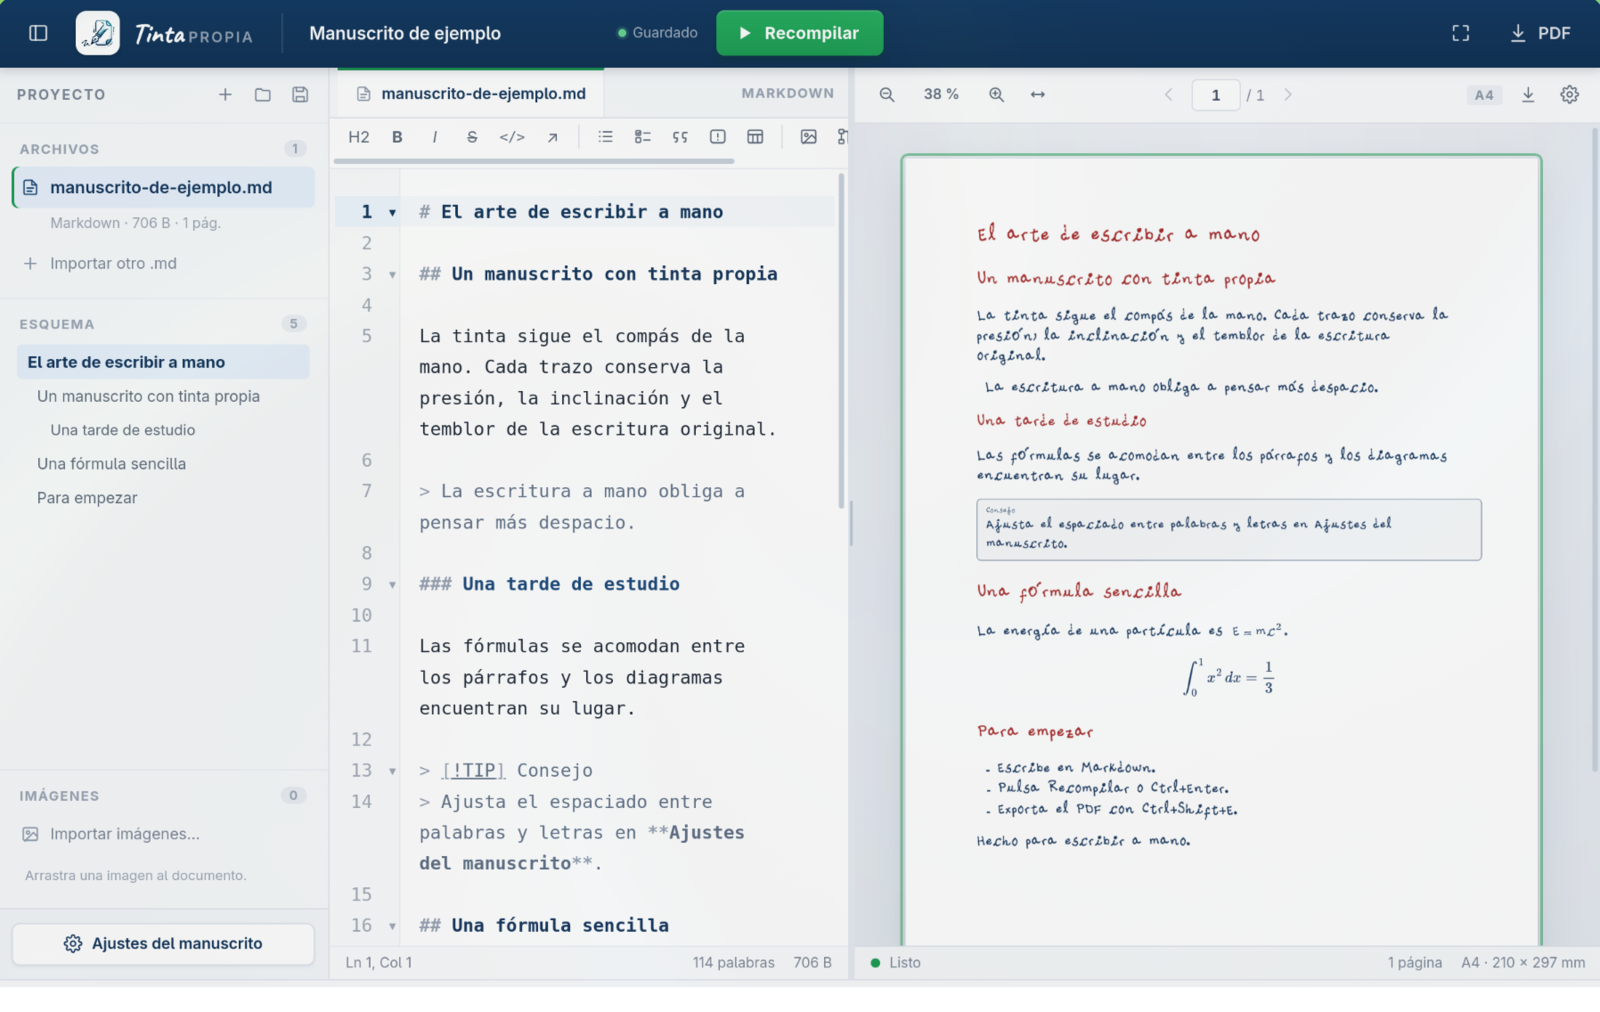 Tinta PROPIA
Manuscrito de ejemplo
Guardado
Recompilar
PDF
PROYECTO
ARCHIVOS 1
manuscrito-de-ejemplo.md
Markdown · 706 B · 1 pág.
Importar otro .md
ESQUEMA 5
El arte de escribir a mano
Un manuscrito con tinta propia
Una tarde de estudio
Una fórmula sencilla
Para empezar
IMÁGENES 0
Importar imágenes...
Arrastra una imagen al documento.
Ajustes del manuscrito
manuscrito-de-ejemplo.md
MARKDOWN
H2 B I S </>
1 # El arte de escribir a mano
2
3 ## Un manuscrito con tinta propia
4
5 La tinta sigue el compás de la
mano. Cada trazo conserva la
presión, la inclinación y el
temblor de la escritura original.
6
7 > La escritura a mano obliga a
pensar más despacio.
8
9 ### Una tarde de estudio
10
11 Las fórmulas se acomodan entre
los párrafos y los diagramas
encuentran su lugar.
12
13 > [!TIP] Consejo
14 > Ajusta el espaciado entre
palabras y letras en **Ajustes
del manuscrito**.
15
16 ## Una fórmula sencilla
Ln 1, Col 1
114 palabras 706 B
38 %
1 / 1
A4
El arte de escribir a mano
Un manuscrito con tinta propia
La tinta sigue el compás de la mano. Cada trazo conserva la
presión, la inclinación y el temblor de la escritura
original.
La escritura a mano obliga a pensar más despacio.
Una tarde de estudio
Las fórmulas se acomodan entre los párrafos y los diagramas
encuentran su lugar.
Consejo
Ajusta el espaciado entre palabras y letras en Ajustes del
manuscrito.
Una fórmula sencilla
La energía de una partícula es E = mc².
∫₀¹ x² dx = 1/3
Para empezar
- Escribe en Markdown.
- Pulsa Recompilar o Ctrl+Enter.
- Exporta el PDF con Ctrl+Shift+E.
Hecho para escribir a mano.
Listo
1 página A4 · 210 × 297 mm